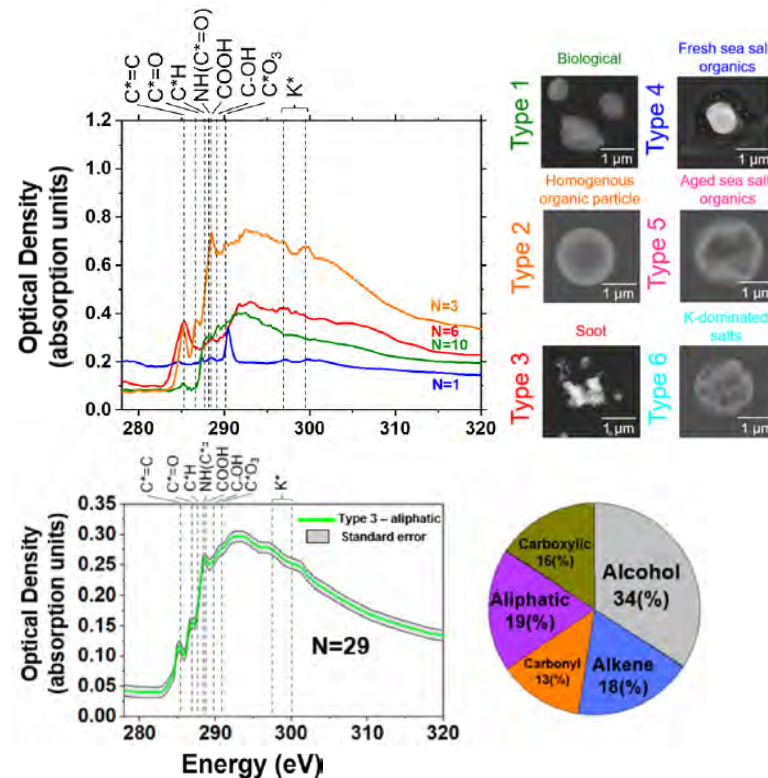 C*=C
C*=O
C*H
NH(C*=O)
COOH
C-OH
C*O3
K*
Optical Density
(absorption units)
1.2
1.0
0.8
0.6
0.4
0.2
0.0
280
290
300
310
320
N=3
N=6
N=10
N=1
Type 1
Biological
1 µm
Type 4
Fresh sea salt
organics
1 µm
Type 2
Homogenous
organic particle
1 µm
Type 5
Aged sea salt
organics
1 µm
Type 3
Soot
1 µm
Type 6
K-dominated
salts
1 µm
C*=C
C*=O
C*H
COOH
C-OH
C*O3
K*
Optical Density
(absorption units)
0.35
0.30
0.25
0.20
0.15
0.10
0.05
0.00
Type 3 – aliphatic
Standard error
N=29
280
290
300
310
320
Energy (eV)
Carboxylic
16(%)
Alcohol
34(%)
Aliphatic
19(%)
Carbonyl
13(%)
Alkene
18(%)